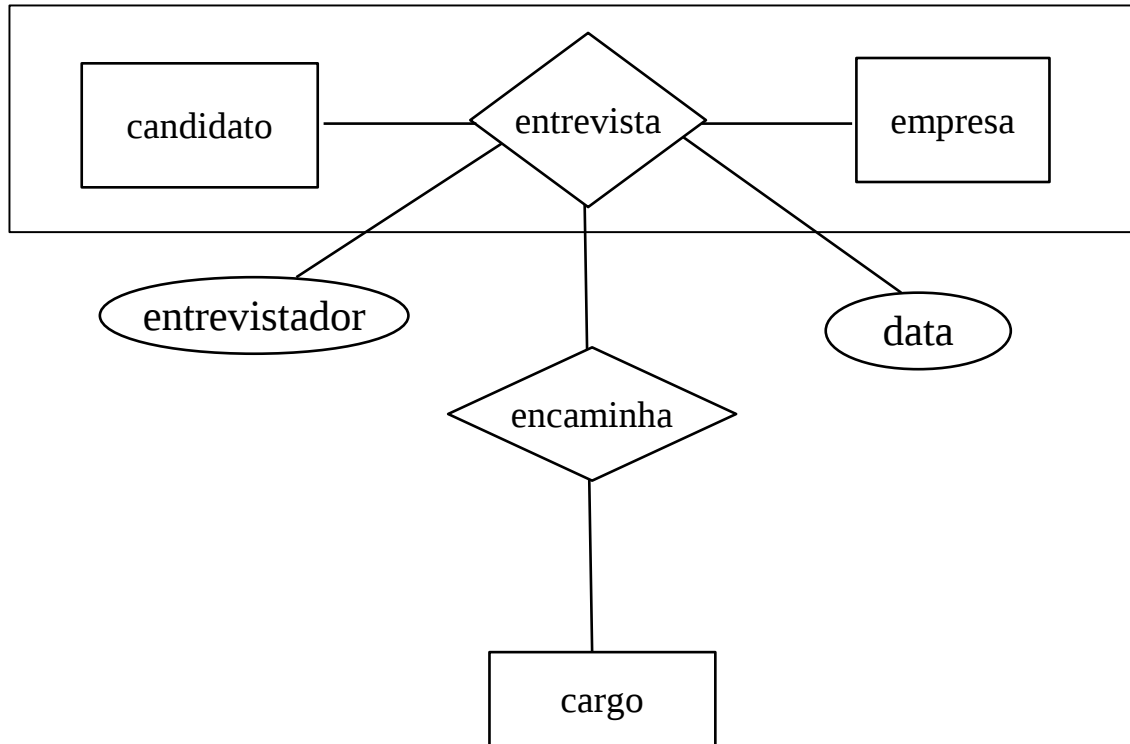 candidato
entrevista
empresa
entrevistador
data
encaminha
cargo